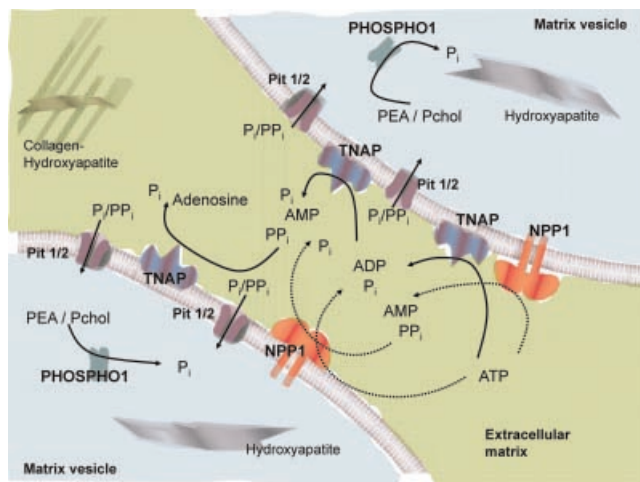 PHOSPHO1
Matrix vesicle
Pi
Pit 1/2
PEA / Pchol
Hydroxyapatite
Pi/PPi
Collagen-
Hydroxyapatite
TNAP
Pi
Adenosine
Pi
AMP
Pit 1/2
Pi/PPi
TNAP
NPP1
Pi/PPi
PPi
Pi
Pit 1/2
TNAP
Pi/PPi
ADP
Pi
AMP
PPi
Pit 1/2
PEA / Pchol
NPP1
PHOSPHO1
Pi
ATP
Extracellular
matrix
Hydroxyapatite
Matrix vesicle